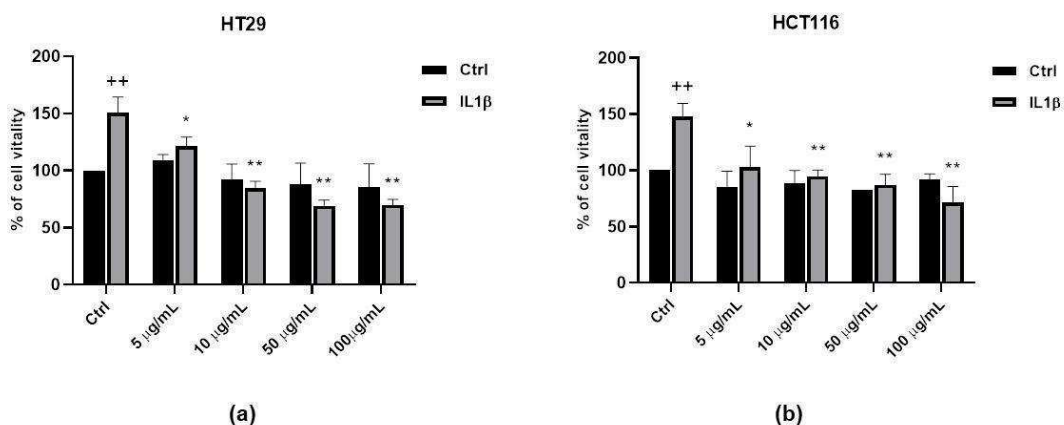 HT29
200
150
100
50
0
% of cell vitality
++
*
**
**
**
Ctrl
IL1β
Ctrl
5 μg/mL
10 μg/mL
50 μg/mL
100μg/mL
(a)
HCT116
200
150
100
50
0
% of cell vitality
++
*
**
**
**
Ctrl
IL1β
Ctrl
5 μg/mL
10 μg/mL
50 μg/mL
100 μg/mL
(b)